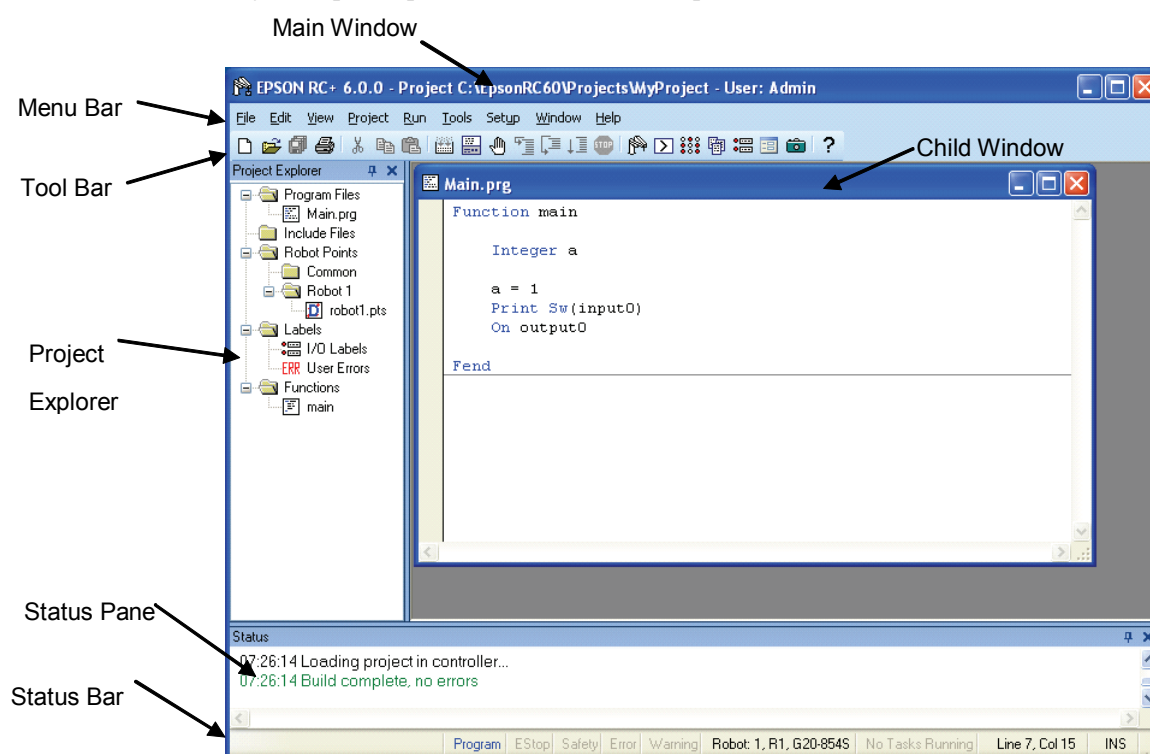 Main Window
EPSON RC+ 6.0.0 - Project C:\EpsonRC60\Projects\MyProject - User: Admin
Menu Bar
File Edit View Project Run Tools Setup Window Help
Tool Bar
STOP
?
Child Window
Project Explorer
Main.prg
Program Files
Main.prg
Include Files
Robot Points
Common
Robot 1
robot1.pts
Labels
I/O Labels
ERR User Errors
Functions
main
Function main
Integer a
a = 1
Print Sw(input0)
On output0
Fend
Project
Explorer
Status Pane
Status
07:26:14 Loading project in controller...
07:26:14 Build complete, no errors
Status Bar
Program EStop Safety Error Warning Robot: 1, R1, G20-854S No Tasks Running Line 7, Col 15 INS